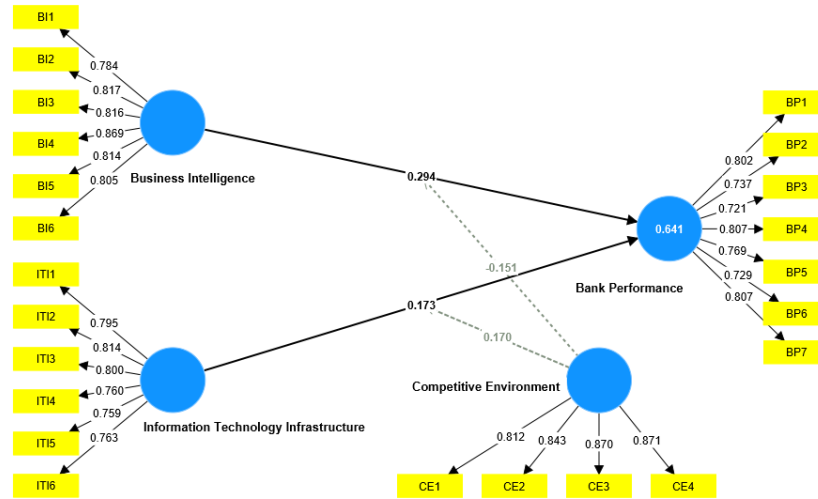 BI1
BI2
BI3
BI4
BI5
BI6
0.784
0.817
0.816
0.869
0.814
0.805
Business Intelligence
ITI1
ITI2
ITI3
ITI4
ITI5
ITI6
0.795
0.814
0.800
0.760
0.759
0.763
Information Technology Infrastructure
0.294
-0.151
0.173
0.170
Competitive Environment
0.812
0.843
0.870
0.871
CE1
CE2
CE3
CE4
0.641
Bank Performance
0.802
0.737
0.721
0.807
0.769
0.729
0.807
BP1
BP2
BP3
BP4
BP5
BP6
BP7